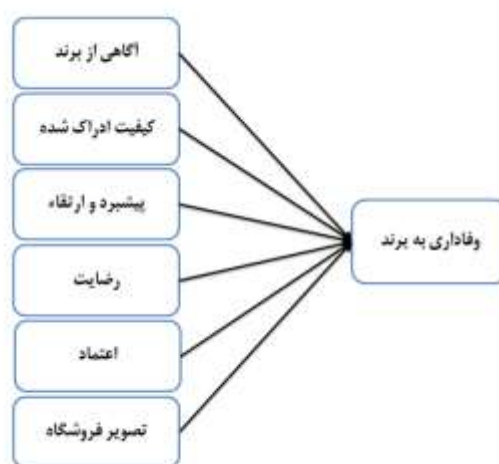 آگاهی از برند
کیفیت ادراک شده
پیشبرد و ارتقاء
وفاداری به برند
رضایت
اعتماد
تصویر فروشگاه